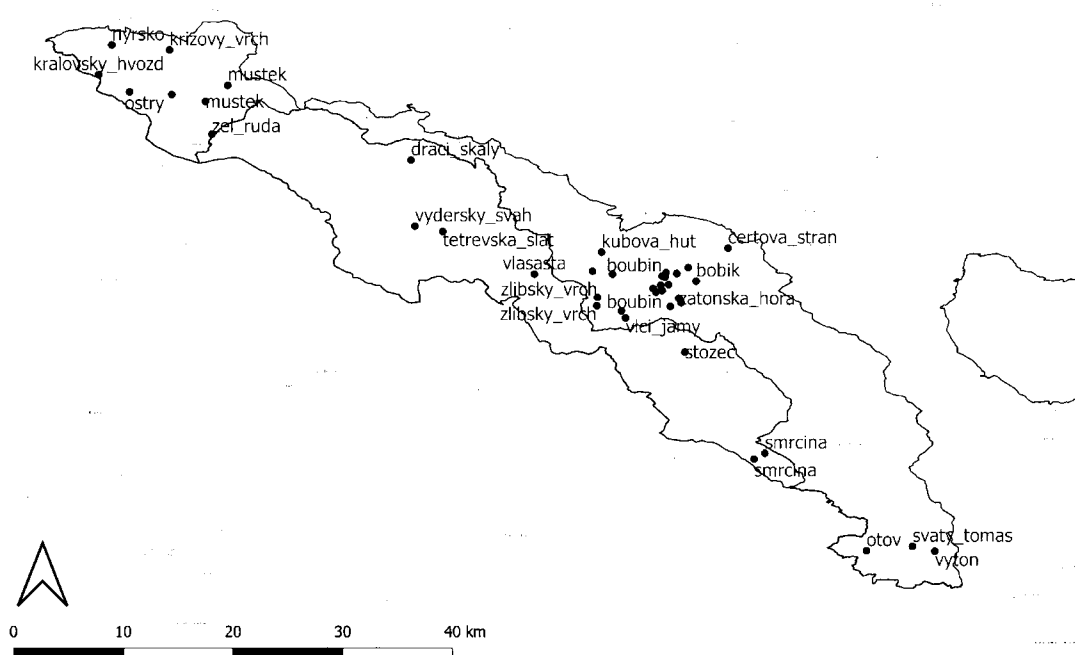 nyrsko
krizovy_vrch
kralovsky_hvozd
mustek
ostry
mustek
zel_ruda
draci_skaly
vydersky_svah
tetrevska_slat
certova_stran
kubova_hut
vlasasta
boubin
bobik
zlibsky_vrch
boubin
ratonska_hora
zlibsky_vrch
vlci_jamy
stozec
smrcina
smrcina
otov
svaty_tomas
vyton
0 10 20 30 40 km